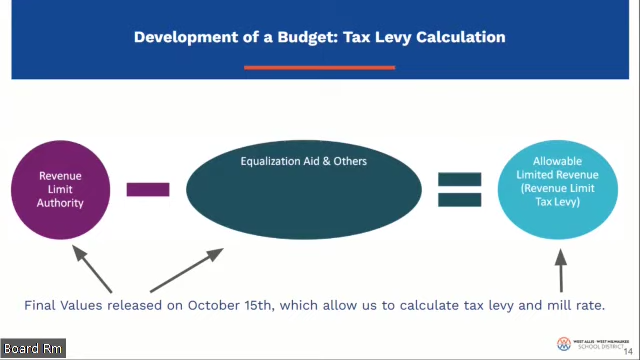 Development of a Budget: Tax Levy Calculation
Revenue
Limit
Authority
Equalization Aid & Others
Allowable
Limited Revenue
(Revenue Limit
Tax Levy)
Final Values released on October 15th, which allow us to calculate tax levy and mill rate.
Board Rm
WEST ALLIS-WEST MILWAUKEE
SCHOOL DISTRICT
14